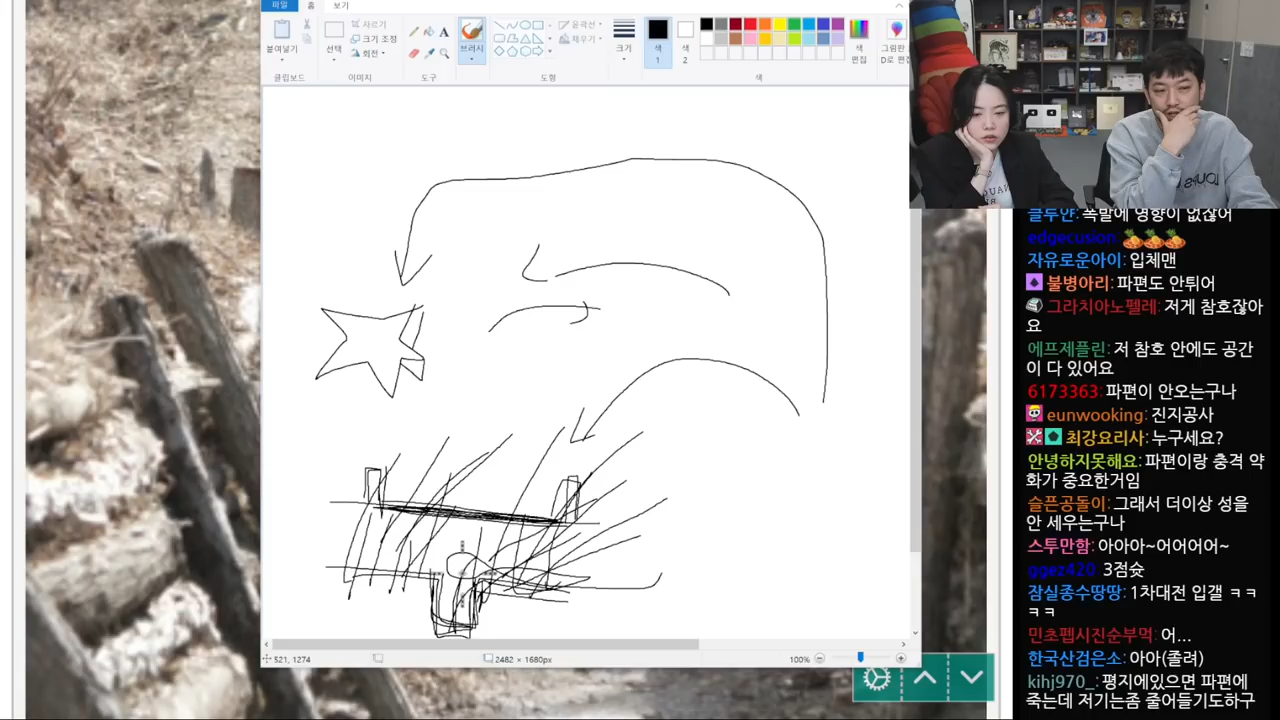 파일
홈
보기
붙여넣기
클립보드
선택
자르기
크기 조정
회전
이미지
도구
브러시
도형
윤곽선
채우기
크기
색
1
색
2
색
색
편집
그림판
D로 편집
521, 1274
2482 × 1680px
100%
클루얀: 폭발에 영향이 없잖어
edgecusion:
자유로운아이: 입체맨
불병아리: 파편도 안튀어
그라치아노펠레: 저게 참호잖아
요
에프제플린: 저 참호 안에도 공간
이 다 있어요
6173363: 파편이 안오는구나
eunwooking: 진지공사
최강요리사: 누구세요?
안녕하지못해요: 파편이랑 충격 약
화가 중요한거임
슬픈공돌이: 그래서 더이상 성을
안 세우는구나
스투만함: 아아아~어어어어~
ggez420: 3점슛
잠실종수땅땅: 1차대전 입갤 ㅋㅋ
ㅋㅋ
민초펩시진순부먹: 어...
한국산검은소: 아아(졸려)
kihj970_: 평지에있으면 파편에
죽는데 저기는좀 줄어들기도하구